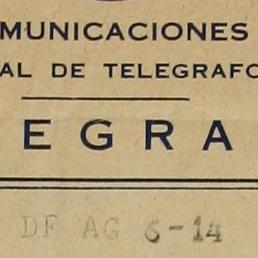 MUNICACIONES
AL DE TELEGRAFO
EGRA
DF AG 6-14